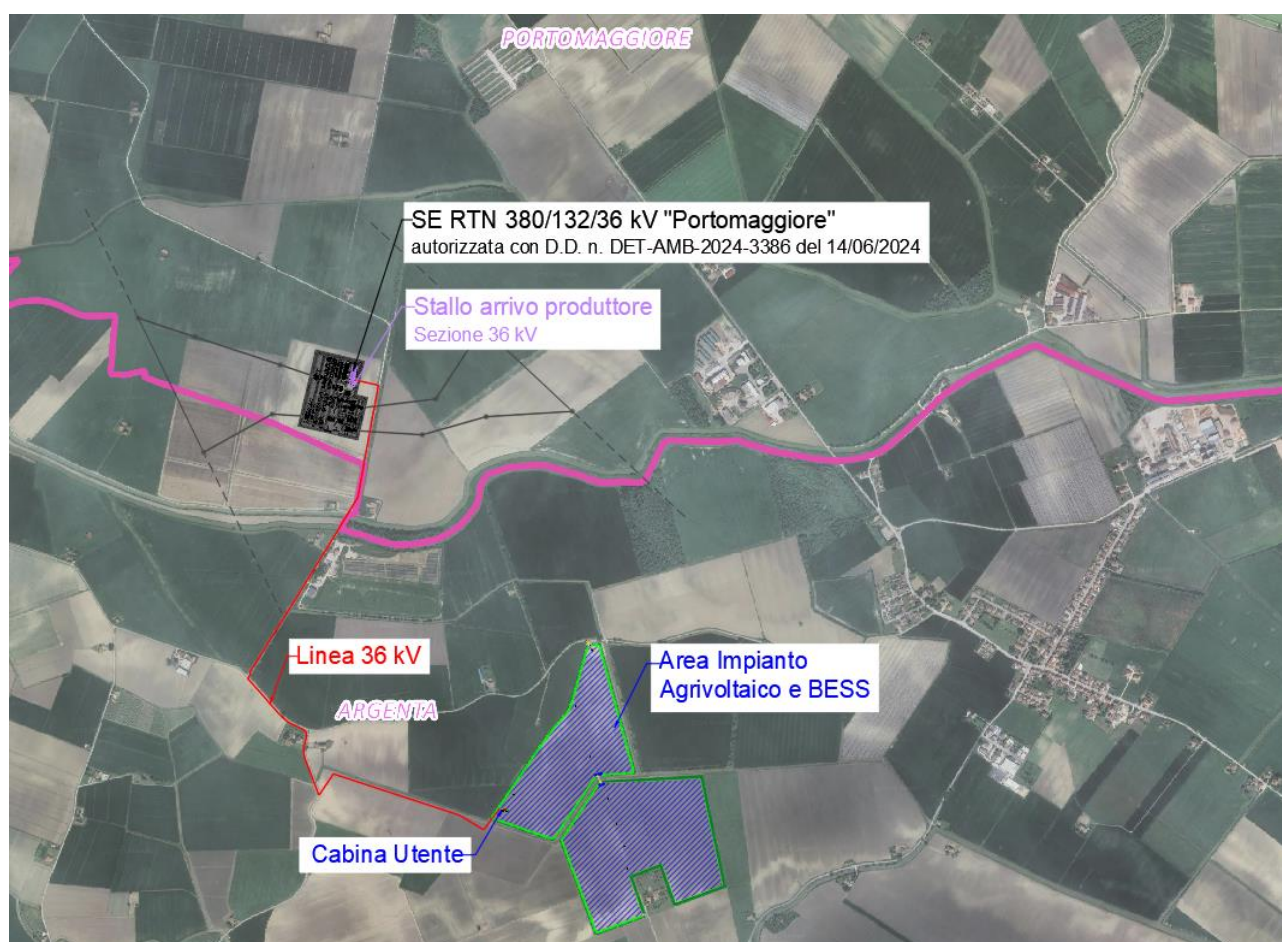 PORTOMAGGIORE
SE RTN 380/132/36 kV "Portomaggiore"
autorizzata con D.D. n. DET-AMB-2024-3386 del 14/06/2024
Stallo arrivo produttore
Sezione 36 kV
Linea 36 kV
Area Impianto
Agrivoltaico e BESS
ARGENTA
Cabina Utente